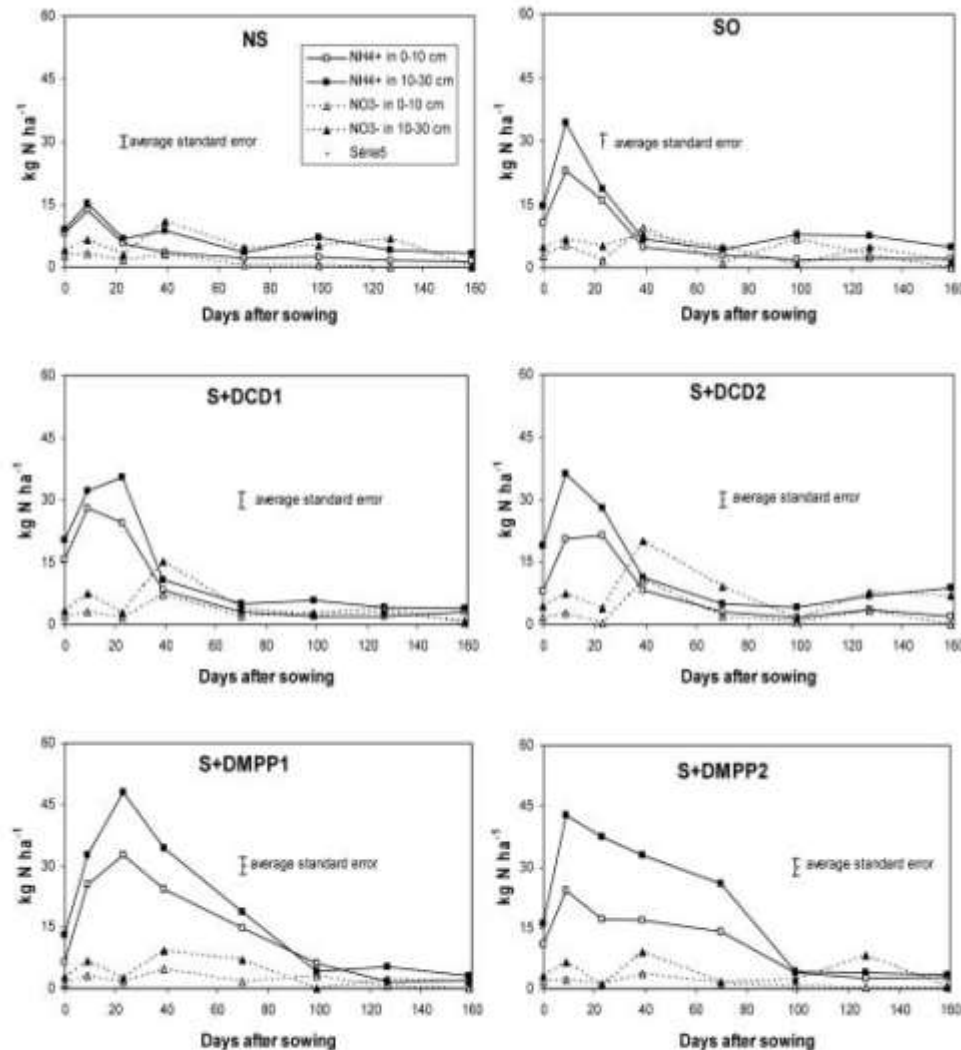 NS
60
45
30
15
0
kg N ha⁻¹
NH4+ in 0-10 cm
NH4+ in 10-30 cm
NO3- in 0-10 cm
NO3- in 10-30 cm
Série5
average standard error
0 20 40 60 80 100 120 140 160
Days after sowing
SO
60
45
30
15
0
kg N ha⁻¹
average standard error
0 20 40 60 80 100 120 140 160
Days after sowing
S+DCD1
60
45
30
15
0
kg N ha⁻¹
average standard error
0 20 40 60 80 100 120 140 160
Days after sowing
S+DCD2
60
45
30
15
0
kg N ha⁻¹
average standard error
0 20 40 60 80 100 120 140 160
Days after sowing
S+DMPP1
60
45
30
15
0
kg N ha⁻¹
average standard error
0 20 40 60 80 100 120 140 160
Days after sowing
S+DMPP2
60
45
30
15
0
kg N ha⁻¹
average standard error
0 20 40 60 80 100 120 140 160
Days after sowing